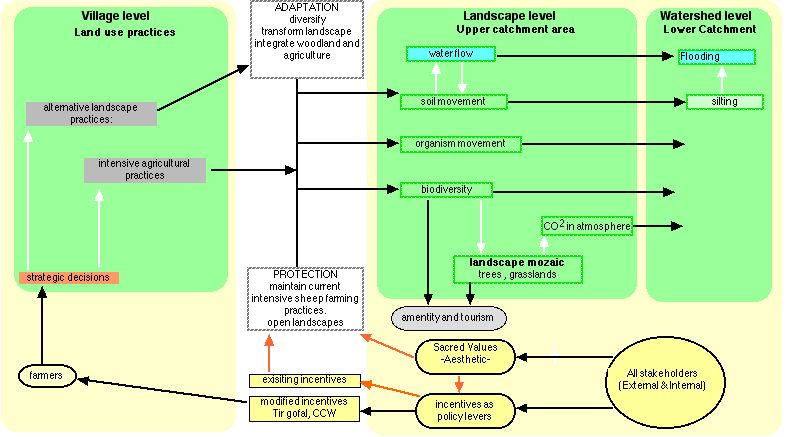 Village level
Land use practices
ADAPTATION
diversify
transform landscape
integrate woodland and
agriculture
Landscape level
Upper catchment area
Watershed level
Lower Catchment
water flow
Flooding
alternative landscape
practices:
soil movement
silting
organism movement
intensive agricultural
practices
biodiversity
CO2 in atmosphere
strategic decisions
PROTECTION
maintain current
intensive sheep farming
practices.
open landscapes
landscape mozaic
trees , grasslands
amentity and tourism
Sacred Values
-Aesthetic-
All stakeholders
(External & Internal)
farmers
exisiting incentives
modified incentives
Tir gofal, CCW
incentives as
policy levers